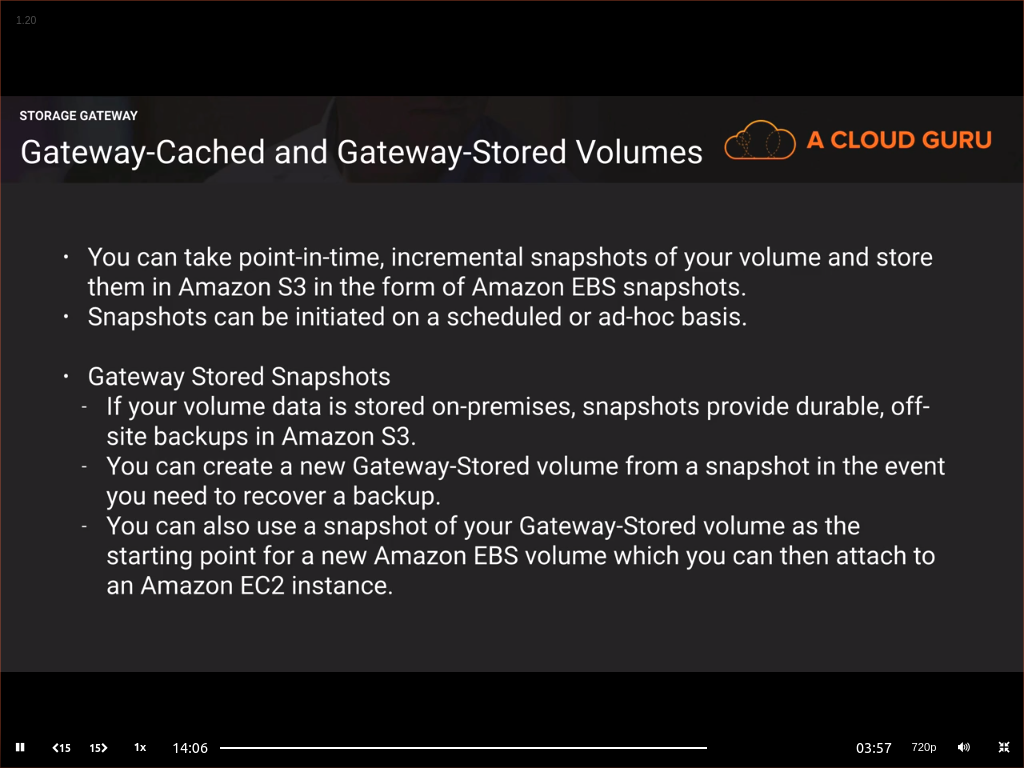 1.20
STORAGE GATEWAY
Gateway-Cached and Gateway-Stored Volumes
A CLOUD GURU
• You can take point-in-time, incremental snapshots of your volume and store
them in Amazon S3 in the form of Amazon EBS snapshots.
• Snapshots can be initiated on a scheduled or ad-hoc basis.
• Gateway Stored Snapshots
- If your volume data is stored on-premises, snapshots provide durable, off-
site backups in Amazon S3.
- You can create a new Gateway-Stored volume from a snapshot in the event
you need to recover a backup.
- You can also use a snapshot of your Gateway-Stored volume as the
starting point for a new Amazon EBS volume which you can then attach to
an Amazon EC2 instance.
15 15 1x 14:06 03:57 720p